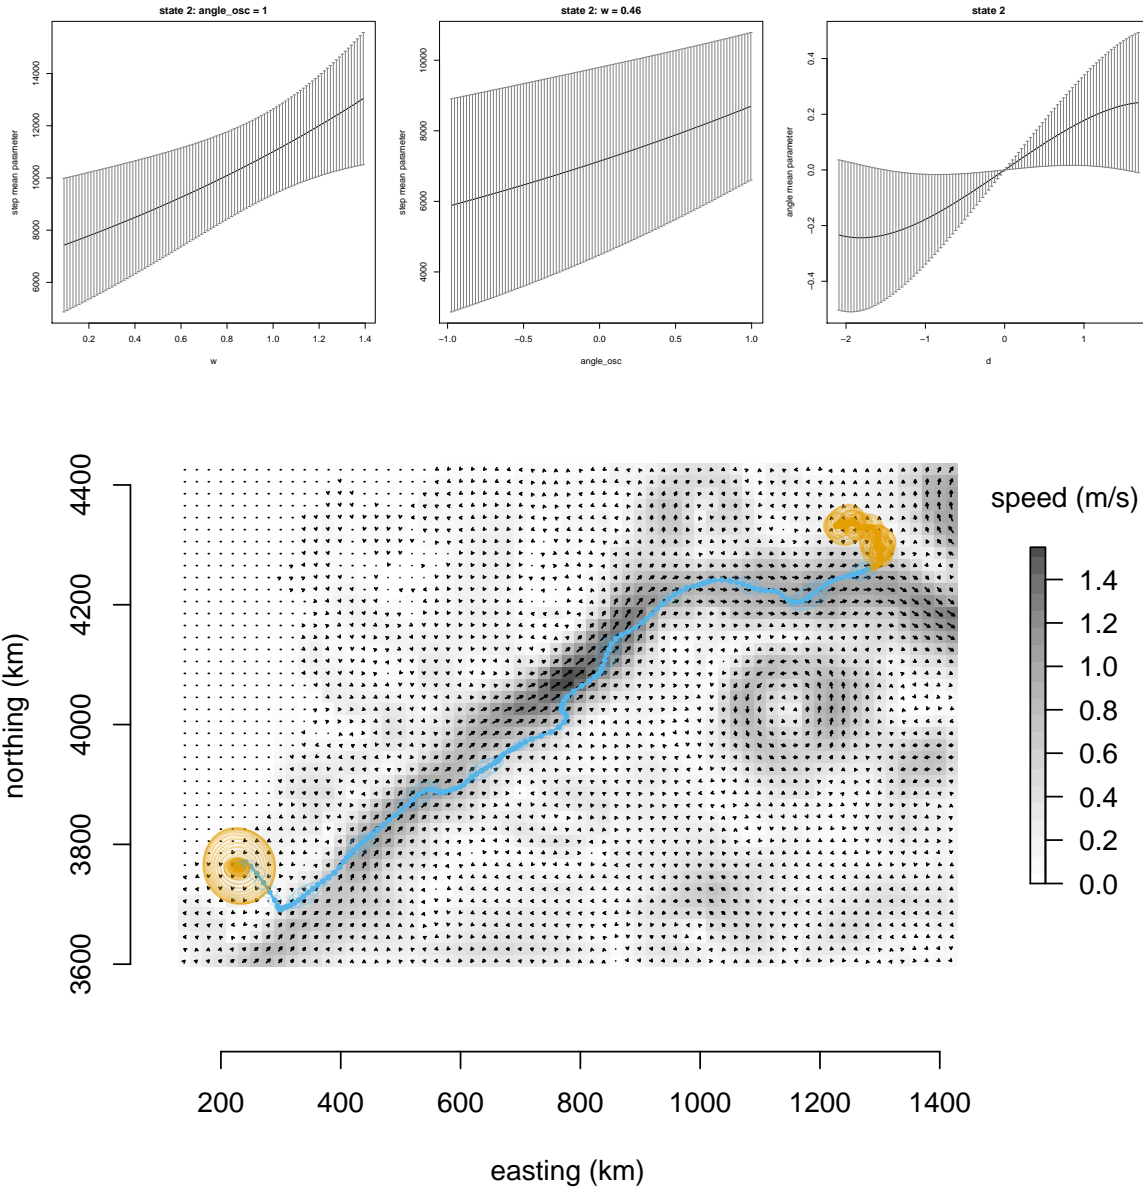 state 2: angle_osc = 1
step mean parameter
6000 8000 10000 12000 14000
0.2 0.4 0.6 0.8 1.0 1.2 1.4
w
state 2: w = 0.46
step mean parameter
4000 6000 8000 10000
−1.0 −0.5 0.0 0.5 1.0
angle_osc
state 2
angle mean parameter
−0.4 −0.2 0.0 0.2 0.4
−2 −1 0 1
d
northing (km)
3600 3800 4000 4200 4400
speed (m/s)
1.4
1.2
1.0
0.8
0.6
0.4
0.2
0.0
200 400 600 800 1000 1200 1400
easting (km)